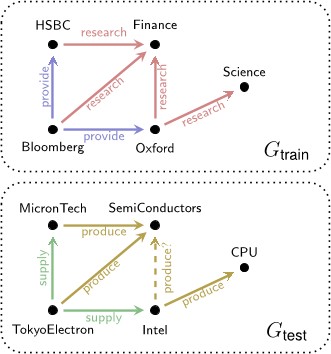 HSBC Finance
research
Science
provide
research
research
research
provide
Bloomberg Oxford
G_train
MicronTech SemiConductors
produce
CPU
supply
produce
produce?
produce
supply
TokyoElectron Intel
G_test